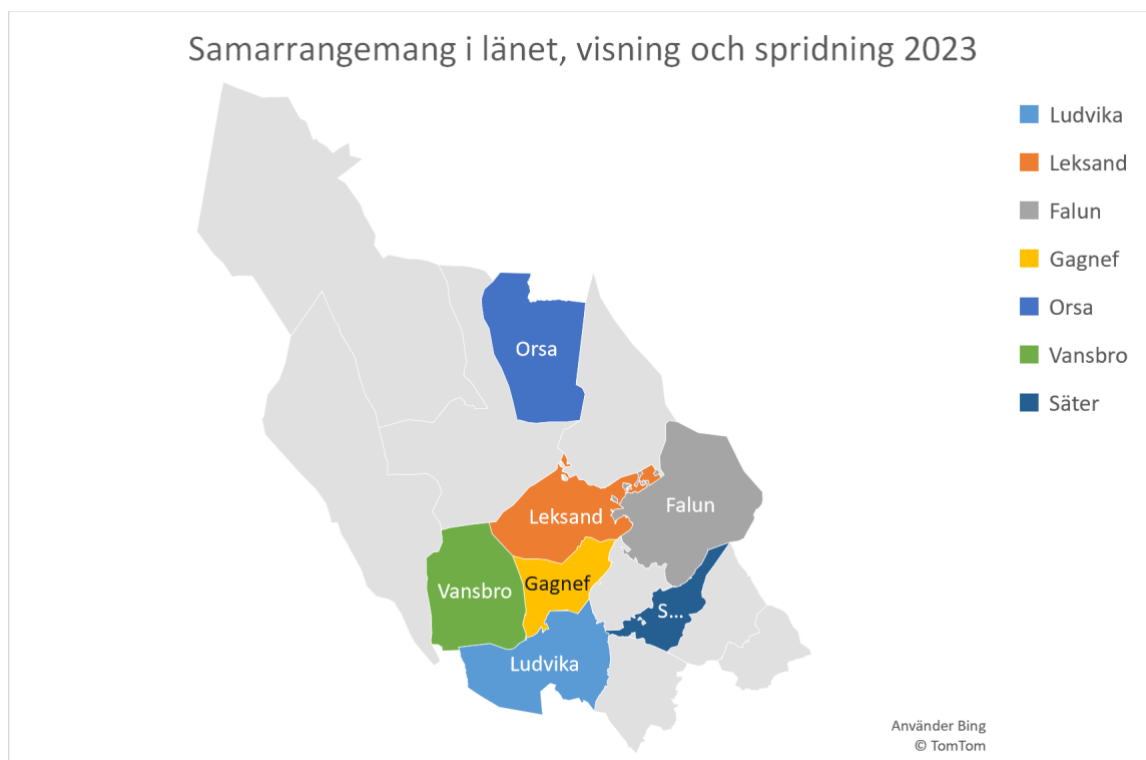 Samarrangemang i länet, visning och spridning 2023
Ludvika
Leksand
Falun
Gagnef
Orsa
Vansbro
Säter
Orsa
Leksand
Falun
Vansbro
Gagnef
S...
Ludvika
Använder Bing
© TomTom